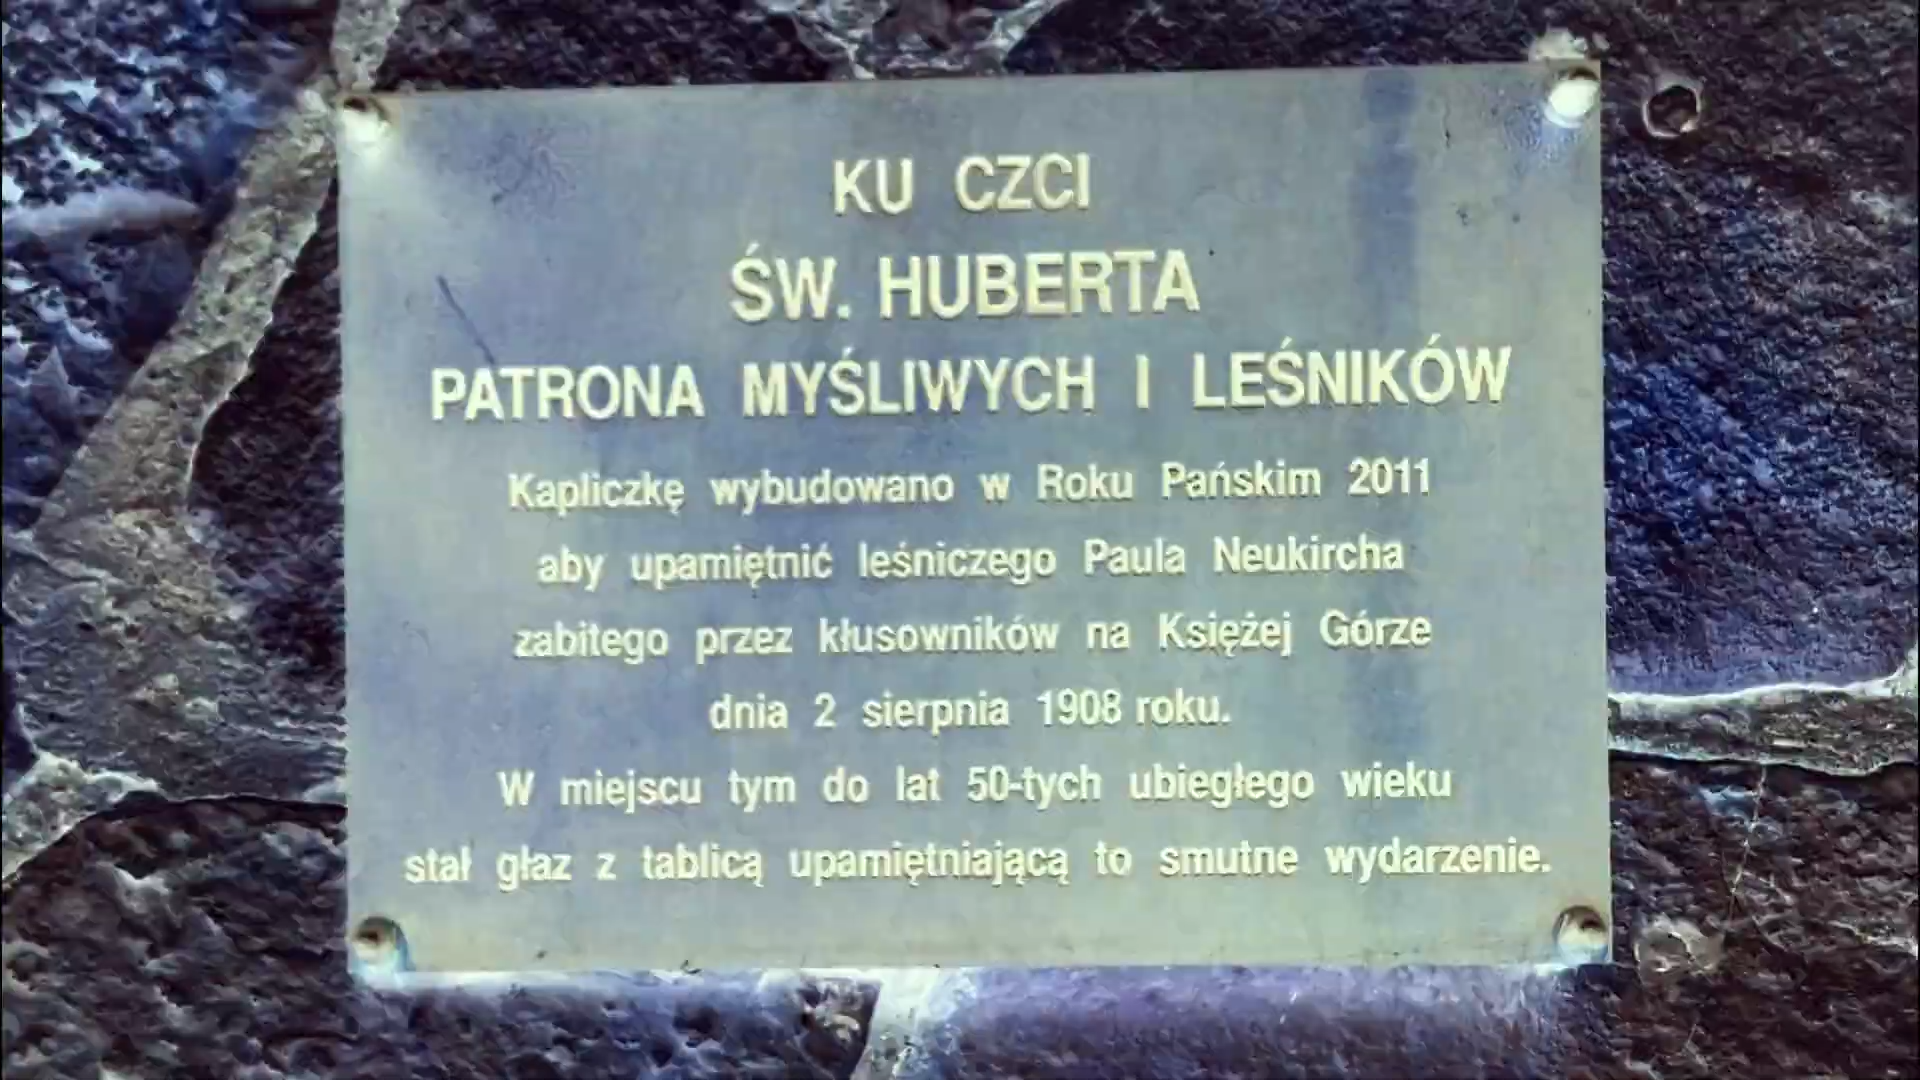 KU CZCI
ŚW. HUBERTA
PATRONA MYŚLIWYCH I LEŚNIKÓW
Kapliczkę wybudowano w Roku Pańskim 2011
aby upamiętnić leśniczego Paula Neukircha
zabitego przez kłusowników na Księżej Górze
dnia 2 sierpnia 1908 roku.
W miejscu tym do lat 50-tych ubiegłego wieku
stał głaz z tablicą upamiętniającą to smutne wydarzenie.